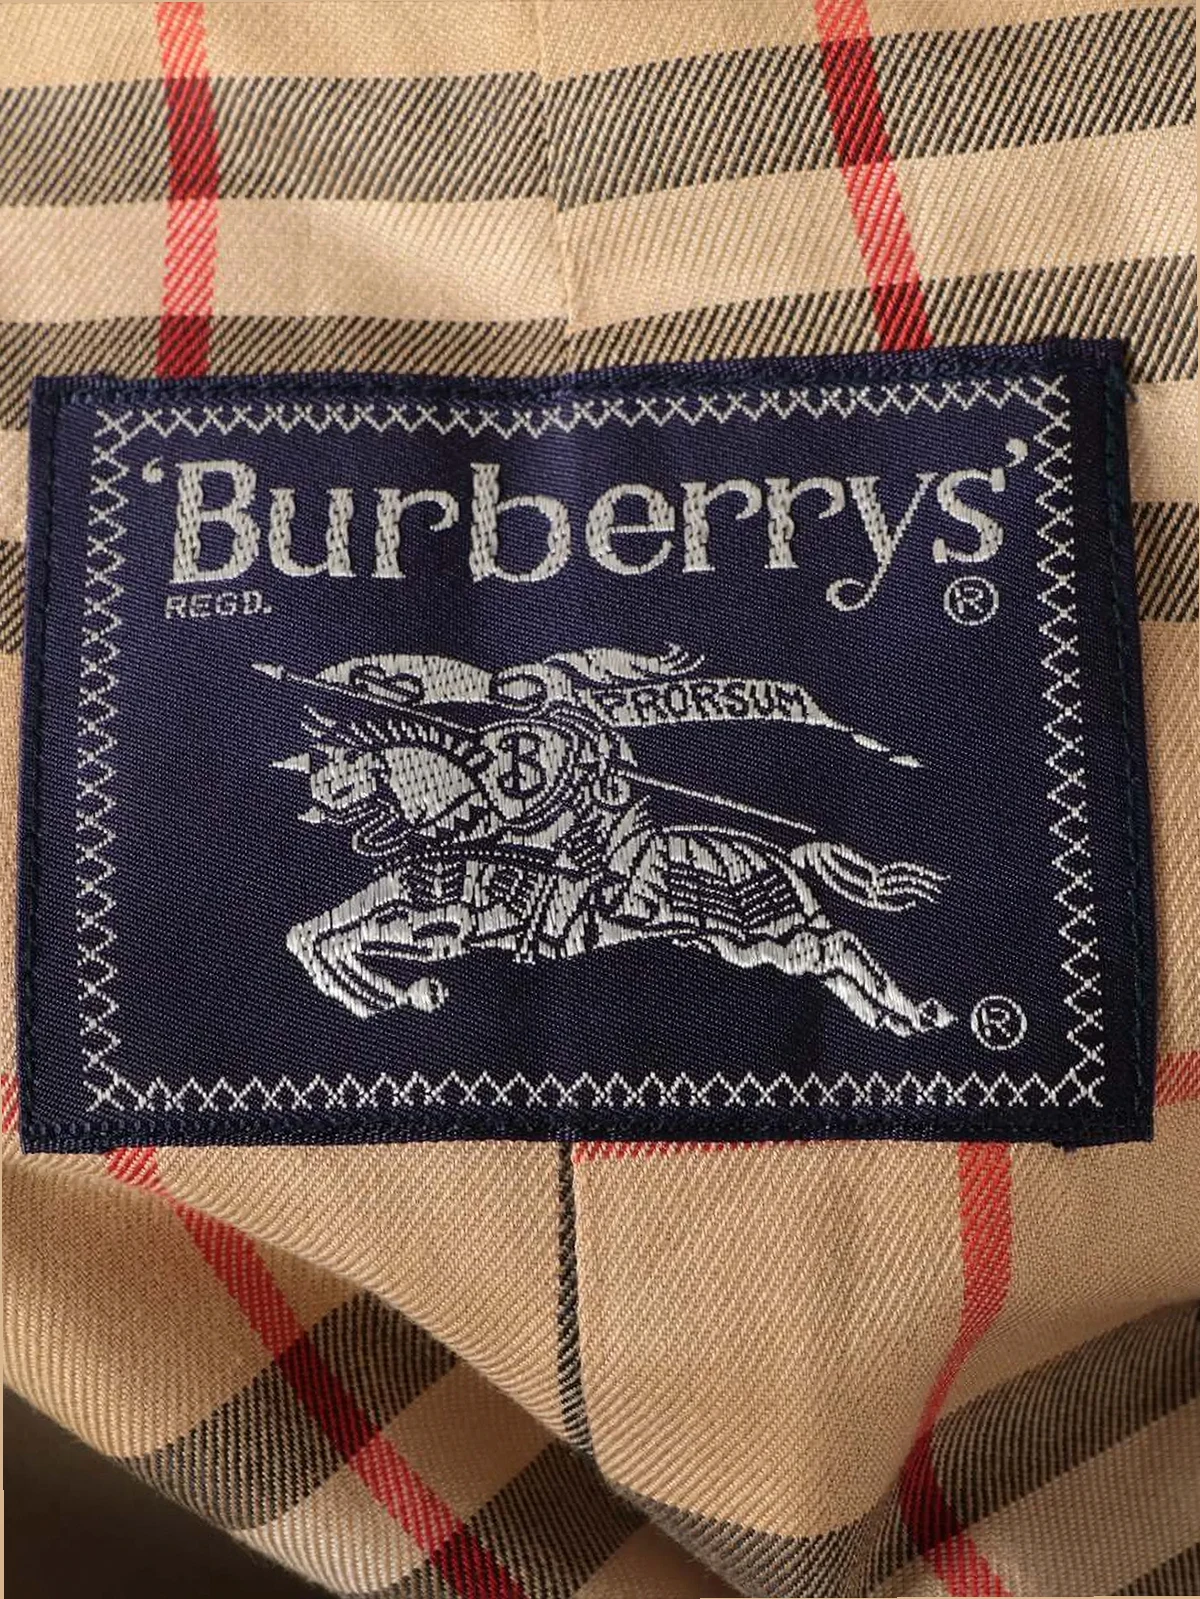 ‘Burberrys’
REGD. ®
PRORSUM
B
®